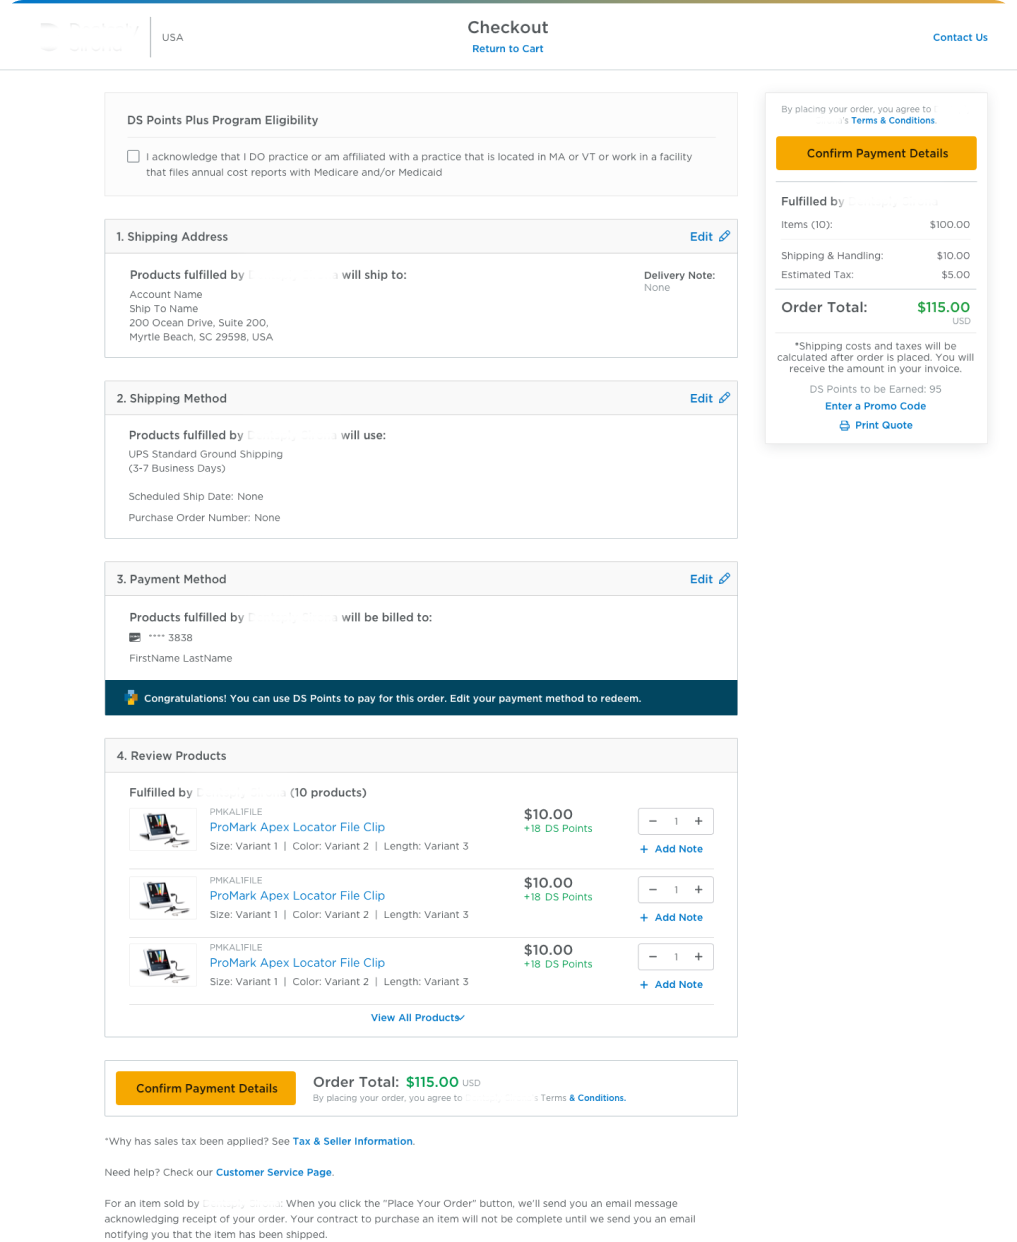 USA
Checkout
Return to Cart
Contact Us
DS Points Plus Program Eligibility
I acknowledge that I DO practice or am affiliated with a practice that is located in MA or VT or work in a facility
that files annual cost reports with Medicare and/or Medicaid
1. Shipping Address
Edit
Products fulfilled by will ship to:
Account Name
Ship To Name
200 Ocean Drive, Suite 200,
Myrtle Beach, SC 29598, USA
Delivery Note:
None
2. Shipping Method
Edit
Products fulfilled by will use:
UPS Standard Ground Shipping
(3-7 Business Days)
Scheduled Ship Date: None
Purchase Order Number: None
3. Payment Method
Edit
Products fulfilled by will be billed to:
**** 3838
FirstName LastName
Congratulations! You can use DS Points to pay for this order. Edit your payment method to redeem.
4. Review Products
Fulfilled by (10 products)
PMKAL1FILE
ProMark Apex Locator File Clip
Size: Variant 1 | Color: Variant 2 | Length: Variant 3
$10.00
+18 DS Points
− 1 +
+ Add Note
PMKAL1FILE
ProMark Apex Locator File Clip
Size: Variant 1 | Color: Variant 2 | Length: Variant 3
$10.00
+18 DS Points
− 1 +
+ Add Note
PMKAL1FILE
ProMark Apex Locator File Clip
Size: Variant 1 | Color: Variant 2 | Length: Variant 3
$10.00
+18 DS Points
− 1 +
+ Add Note
View All Products
Confirm Payment Details
Order Total: $115.00 USD
By placing your order, you agree to s Terms & Conditions.
*Why has sales tax been applied? See Tax & Seller Information.
Need help? Check our Customer Service Page.
For an item sold by : When you click the "Place Your Order" button, we'll send you an email message
acknowledging receipt of your order. Your contract to purchase an item will not be complete until we send you an email
notifying you that the item has been shipped.
By placing your order, you agree to
's Terms & Conditions.
Confirm Payment Details
Fulfilled by
Items (10): $100.00
Shipping & Handling: $10.00
Estimated Tax: $5.00
Order Total: $115.00
USD
*Shipping costs and taxes will be
calculated after order is placed. You will
receive the amount in your invoice.
DS Points to be Earned: 95
Enter a Promo Code
Print Quote